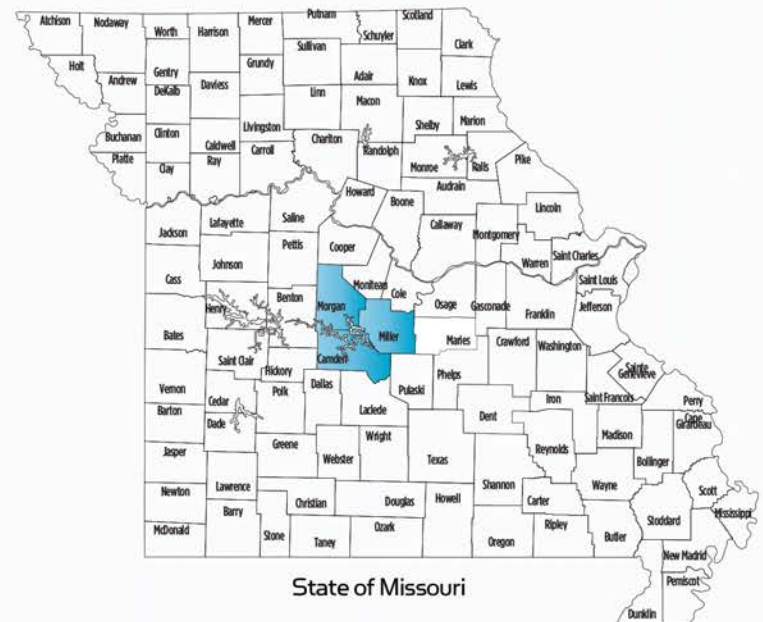 Atchison
Nodaway
Worth
Harrison
Mercer
Putnam
Schuyler
Scotland
Clark
Holt
Andrew
Gentry
DeKalb
Daviess
Grundy
Sullivan
Adair
Knox
Lewis
Linn
Macon
Buchanan
Clinton
Caldwell
Livingston
Chariton
Shelby
Marion
Platte
Clay
Ray
Carroll
Randolph
Monroe
Ralls
Pike
Audrain
Howard
Boone
Callaway
Montgomery
Lincoln
Jackson
Lafayette
Saline
Pettis
Cooper
Warren
Saint Charles
Saint Louis
Cass
Johnson
Benton
Morgan
Moniteau
Cole
Osage
Gasconade
Franklin
Jefferson
Henry
Bates
Miller
Maries
Crawford
Washington
Saint Clair
Hickory
Camden
Sainte
Genevieve
Vernon
Cedar
Polk
Dallas
Laclede
Pulaski
Phelps
Dent
Iron
Saint Francois
Perry
Cape
Girardeau
Barton
Dade
Greene
Webster
Wright
Texas
Reynolds
Madison
Bollinger
Jasper
Newton
Lawrence
Christian
Douglas
Howell
Shannon
Carter
Wayne
Scott
Mississippi
McDonald
Barry
Stone
Taney
Ozark
Oregon
Ripley
Butler
Stoddard
New Madrid
Pemiscot
Dunklin
State of Missouri